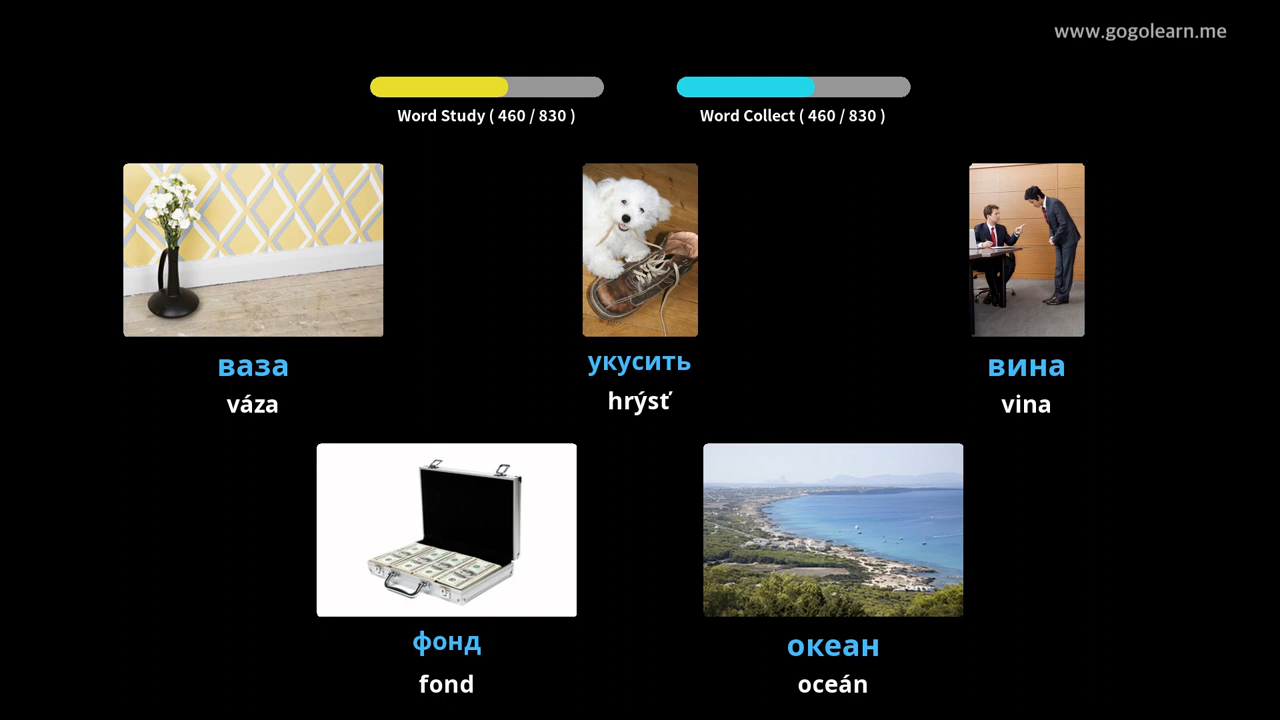 www.gogolearn.me
Word Study ( 460 / 830 )
Word Collect ( 460 / 830 )
ваза
váza
укусить
hrýsť
вина
vina
фонд
fond
океан
oceán